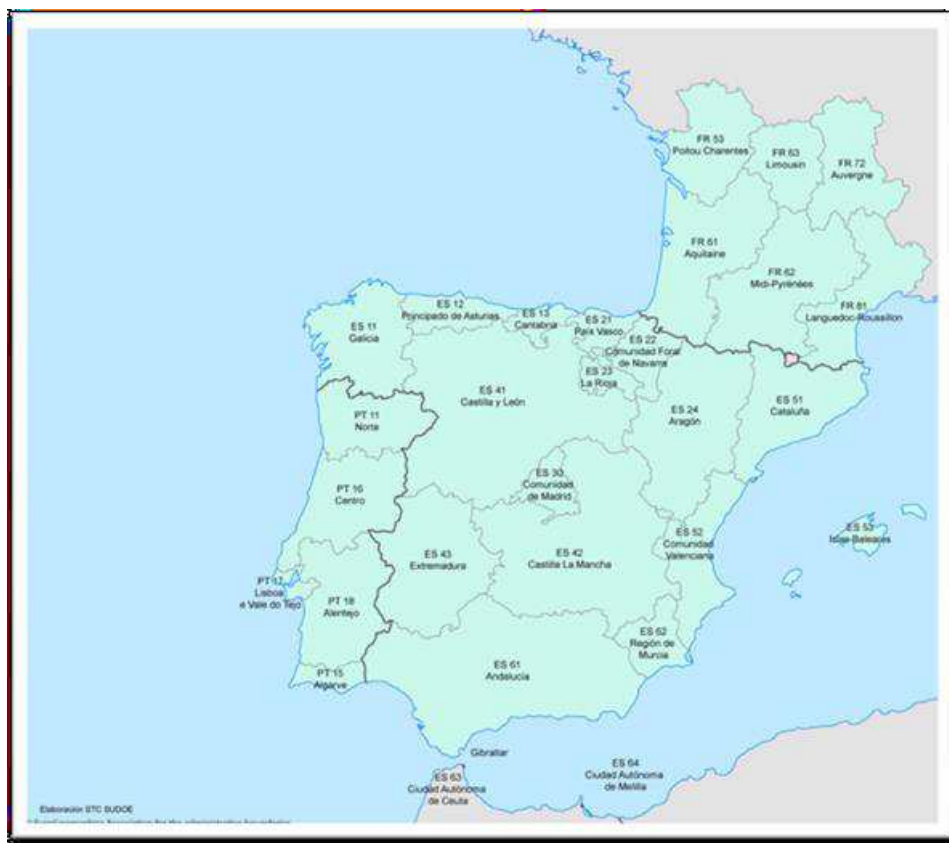 FR 53
Poitou Charentes
FR 63
Limousin
FR 72
Auvergne
FR 61
Aquitaine
FR 62
Midi-Pyrénées
FR 81
Languedoc-Roussillon
ES 11
Galicia
ES 12
Principado de Asturias
ES 13
Cantabria
ES 21
País Vasco
ES 22
Comunidad Foral
de Navarra
ES 23
La Rioja
ES 41
Castilla y León
ES 24
Aragón
ES 51
Cataluña
PT 11
Norte
PT 16
Centro
ES 30
Comunidad
de Madrid
ES 52
Comunidad
Valenciana
ES 53
Islas Baleares
ES 43
Extremadura
ES 42
Castilla La Mancha
PT 17
Lisboa
e Vale do Tejo
PT 18
Alentejo
ES 62
Región de
Murcia
PT 15
Algarve
ES 61
Andalucía
Gibraltar
ES 63
Ciudad Autónoma
de Ceuta
ES 64
Ciudad Autónoma
de Melilla
Elaboración STC SUDOE